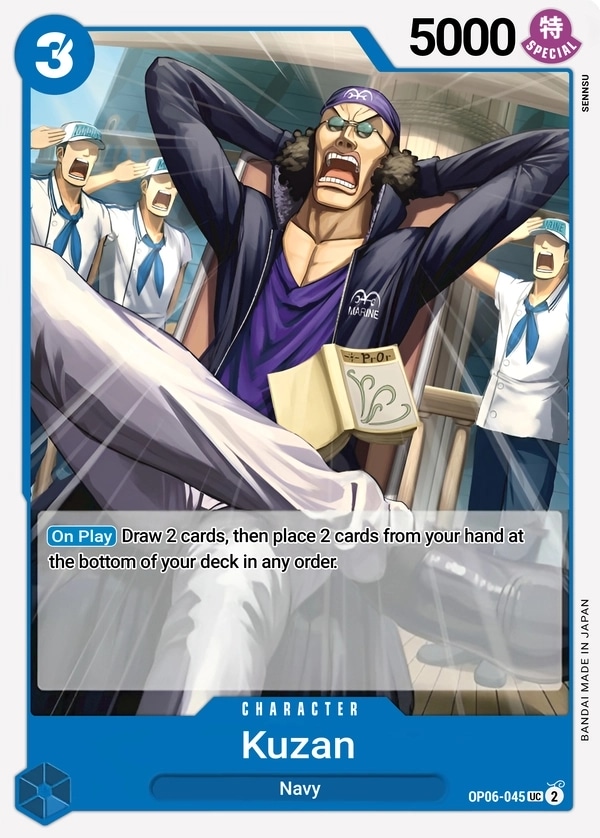 3
5000
特
SPECIAL
SENNSU
MARINE
MARINE
MARINE
On Play Draw 2 cards, then place 2 cards from your hand at
the bottom of your deck in any order.
BANDAI MADE IN JAPAN
CHARACTER
Kuzan
Navy
OP06-045 UC 2